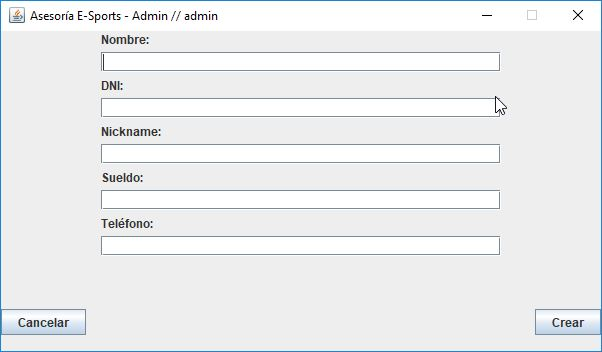 Asesoría E-Sports - Admin // admin
Nombre:
DNI:
Nickname:
Sueldo:
Teléfono:
Cancelar
Crear